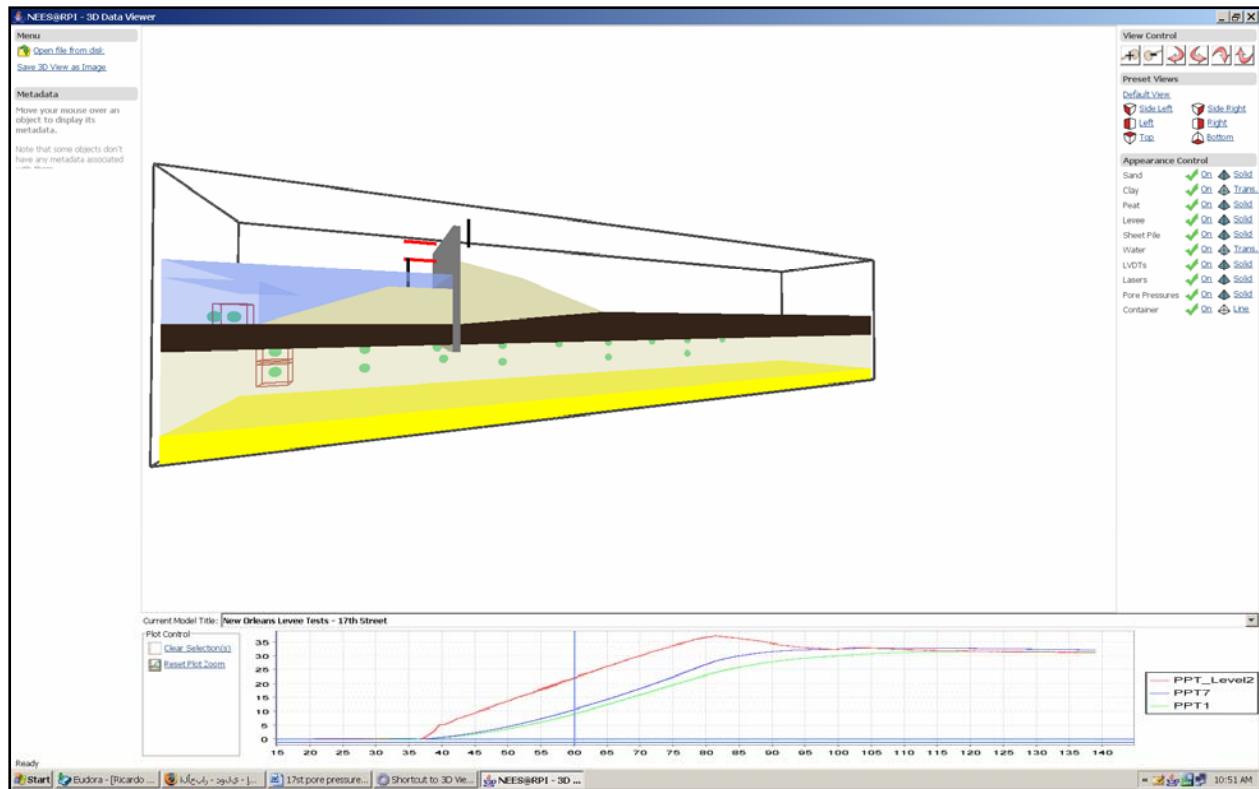 NEES@RPI - 3D Data Viewer
Menu
Open file from disk
Save 3D View as Image
Metadata
Move your mouse over an
object to display its
metadata.
Note that some objects don't
have any metadata associated
with them
View Control
Preset Views
Default View
Side Left
Side Right
Left
Right
Top
Bottom
Appearance Control
Sand On Solid
Clay On Trans.
Peat On Solid
Levee On Solid
Sheet Pile On Solid
Water On Trans.
LVDTs On Solid
Lasers On Solid
Pore Pressures On Solid
Container On Line
Current Model Title: New Orleans Levee Tests - 17th Street
Plot Control
Clear Selection(s)
Reset Plot Zoom
35
30
25
20
15
10
5
0
15 20 25 30 35 40 45 50 55 60 65 70 75 80 85 90 95 100 105 110 115 120 125 130 135 140
PPT_Level2
PPT7
PPT1
Ready
Start
Eudora - [Ricardo ...
17st.pore pressure...
Shortcut to 3D Vie...
NEES@RPI - 3D ...
10:51 AM